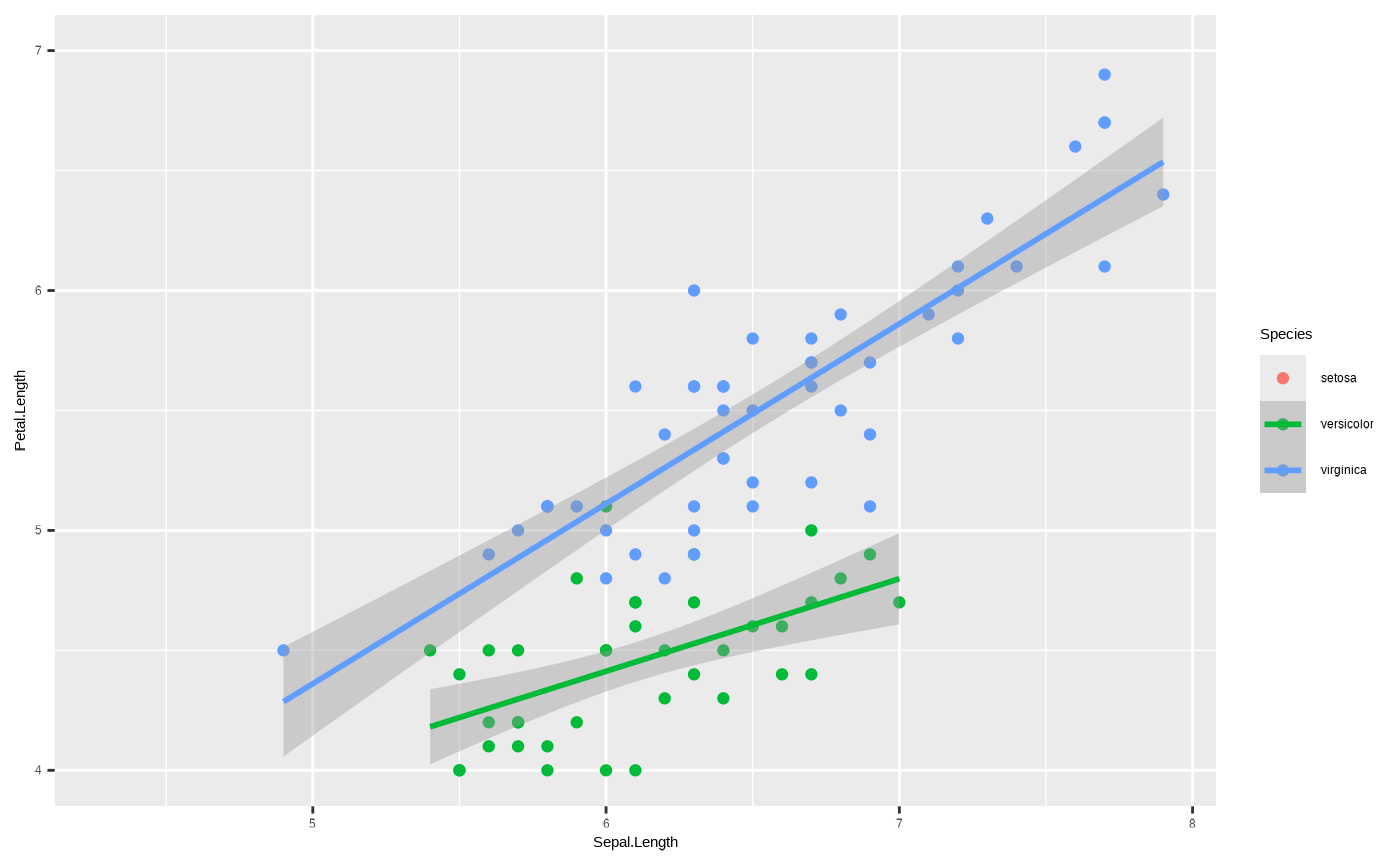 7
6
5
4
Petal.Length
5 6 7 8
Sepal.Length
Species
setosa
versicolor
virginica